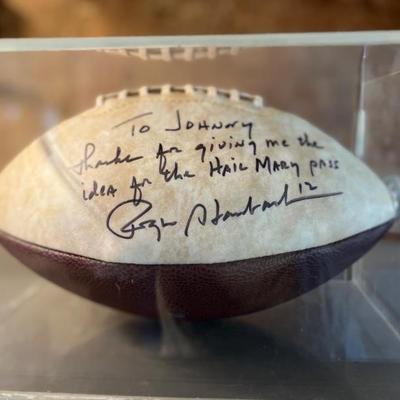 To Johnny
Thanks for giving me the
idea for the Hail Mary pass
Roger Staubach 12